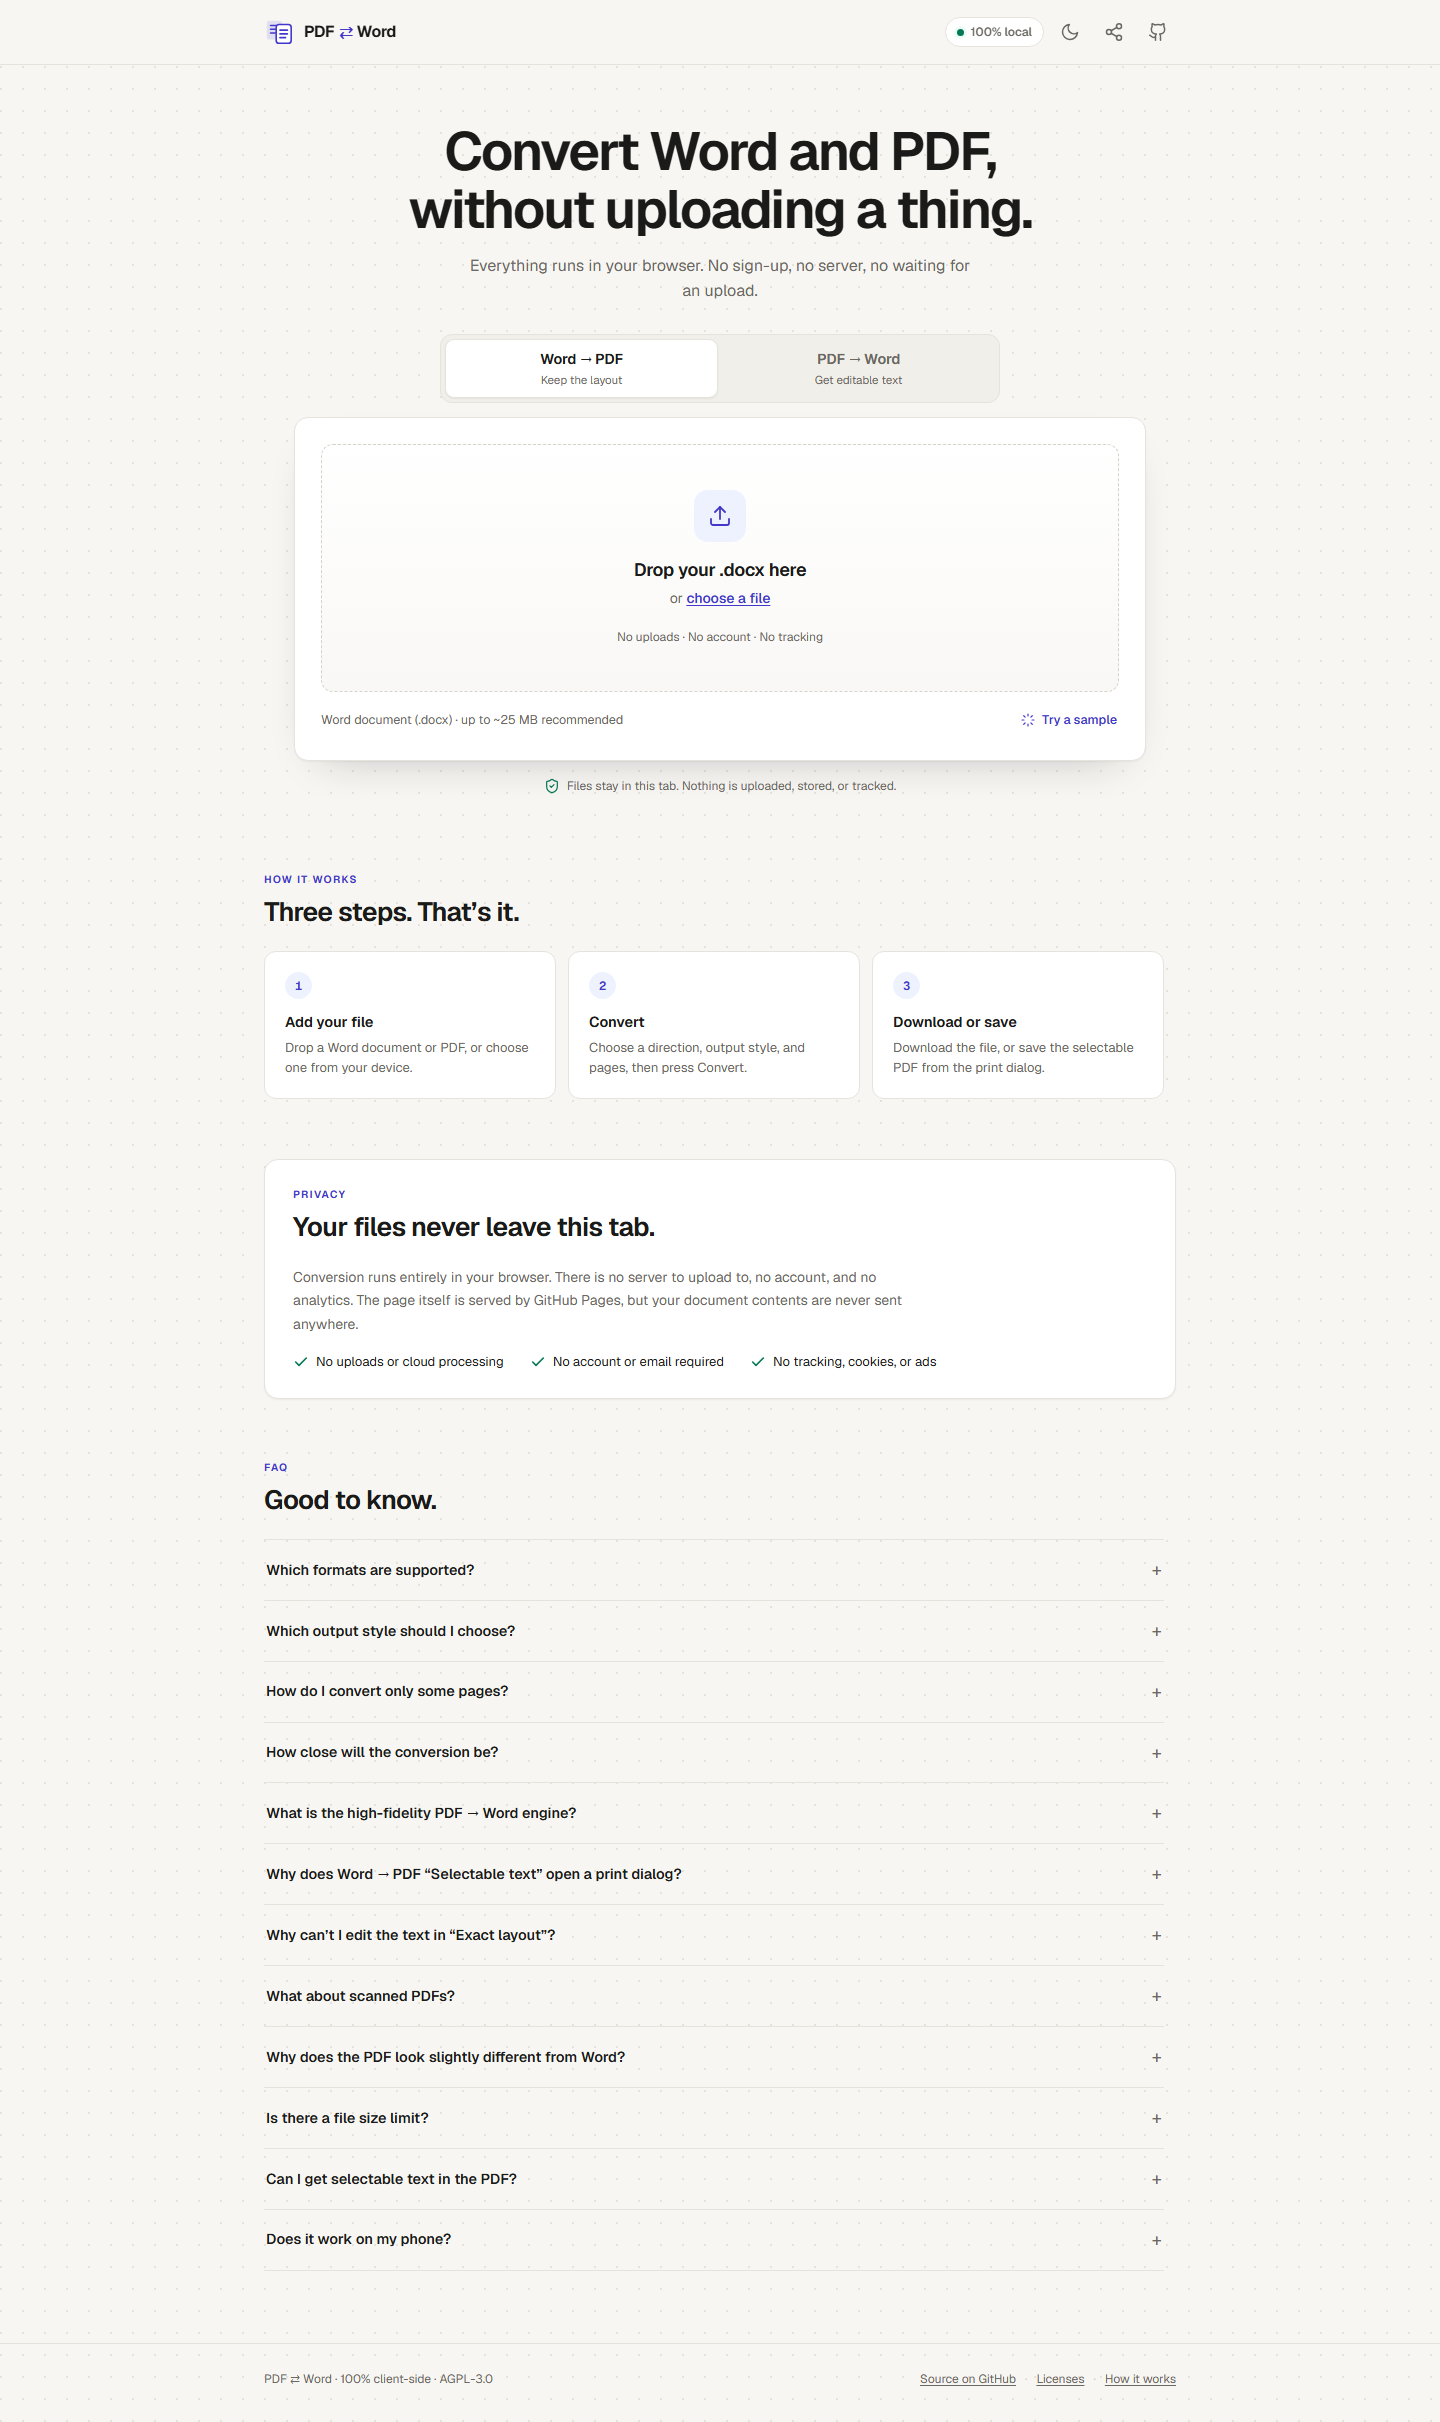 PDF ⇄ Word
100% local
Convert Word and PDF,
without uploading a thing.
Everything runs in your browser. No sign-up, no server, no waiting for
an upload.
Word → PDF
Keep the layout
PDF → Word
Get editable text
Drop your .docx here
or choose a file
No uploads · No account · No tracking
Word document (.docx) · up to ~25 MB recommended
Try a sample
Files stay in this tab. Nothing is uploaded, stored, or tracked.
HOW IT WORKS
Three steps. That’s it.
1
Add your file
Drop a Word document or PDF, or choose
one from your device.
2
Convert
Choose a direction, output style, and
pages, then press Convert.
3
Download or save
Download the file, or save the selectable
PDF from the print dialog.
PRIVACY
Your files never leave this tab.
Conversion runs entirely in your browser. There is no server to upload to, no account, and no
analytics. The page itself is served by GitHub Pages, but your document contents are never sent
anywhere.
No uploads or cloud processing
No account or email required
No tracking, cookies, or ads
FAQ
Good to know.
Which formats are supported?
+
Which output style should I choose?
+
How do I convert only some pages?
+
How close will the conversion be?
+
What is the high-fidelity PDF → Word engine?
+
Why does Word → PDF “Selectable text” open a print dialog?
+
Why can’t I edit the text in “Exact layout”?
+
What about scanned PDFs?
+
Why does the PDF look slightly different from Word?
+
Is there a file size limit?
+
Can I get selectable text in the PDF?
+
Does it work on my phone?
+
PDF ⇄ Word · 100% client-side · AGPL-3.0
Source on GitHub · Licenses · How it works